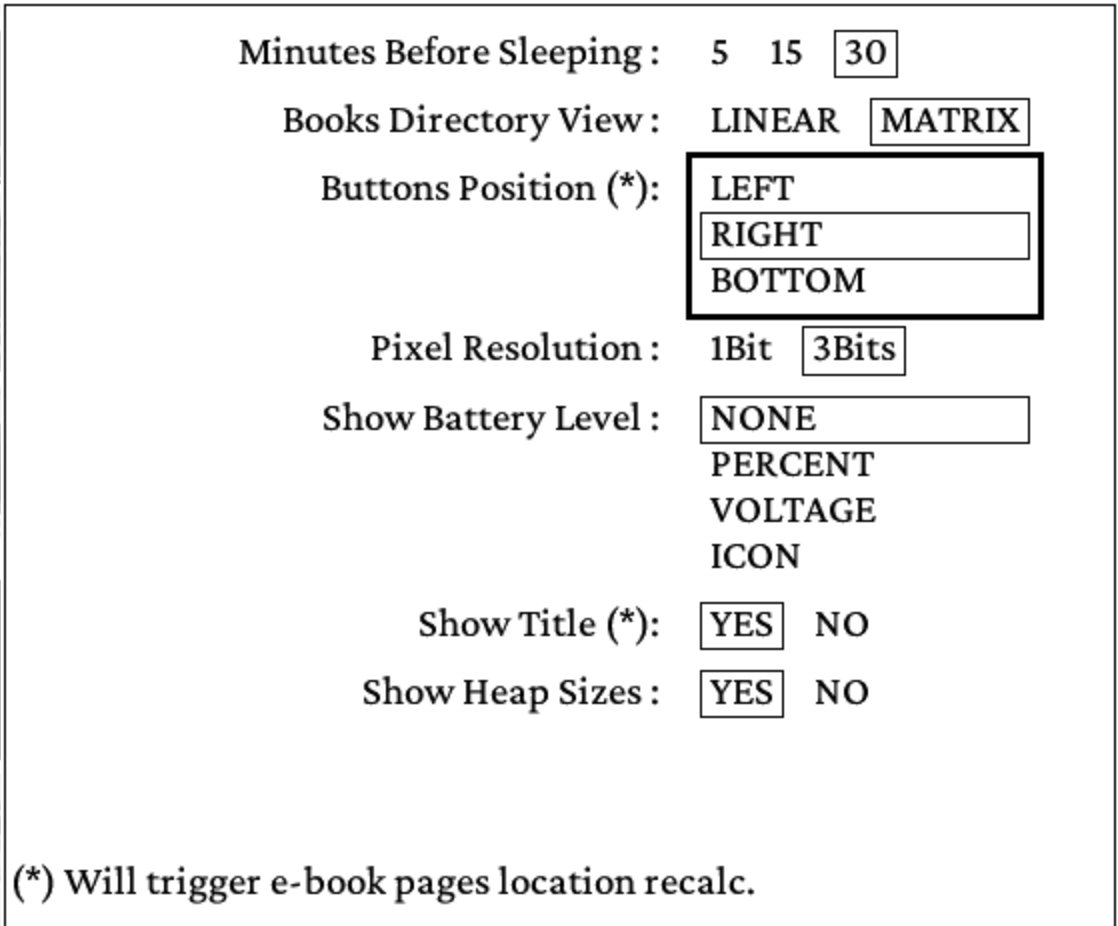 Minutes Before Sleeping : 5 15 30
Books Directory View : LINEAR MATRIX
Buttons Position (*): LEFT
RIGHT
BOTTOM
Pixel Resolution : 1Bit 3Bits
Show Battery Level : NONE
PERCENT
VOLTAGE
ICON
Show Title (*): YES NO
Show Heap Sizes : YES NO
(*) Will trigger e-book pages location recalc.